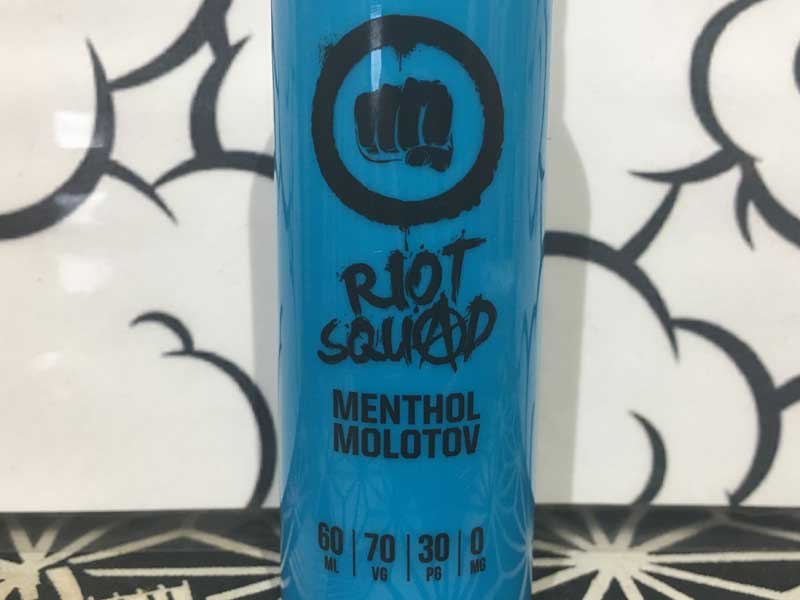 RIOT
SQUAD
MENTHOL
MOLOTOV
60 | 70 | 30 | 0
ML VG PG MG